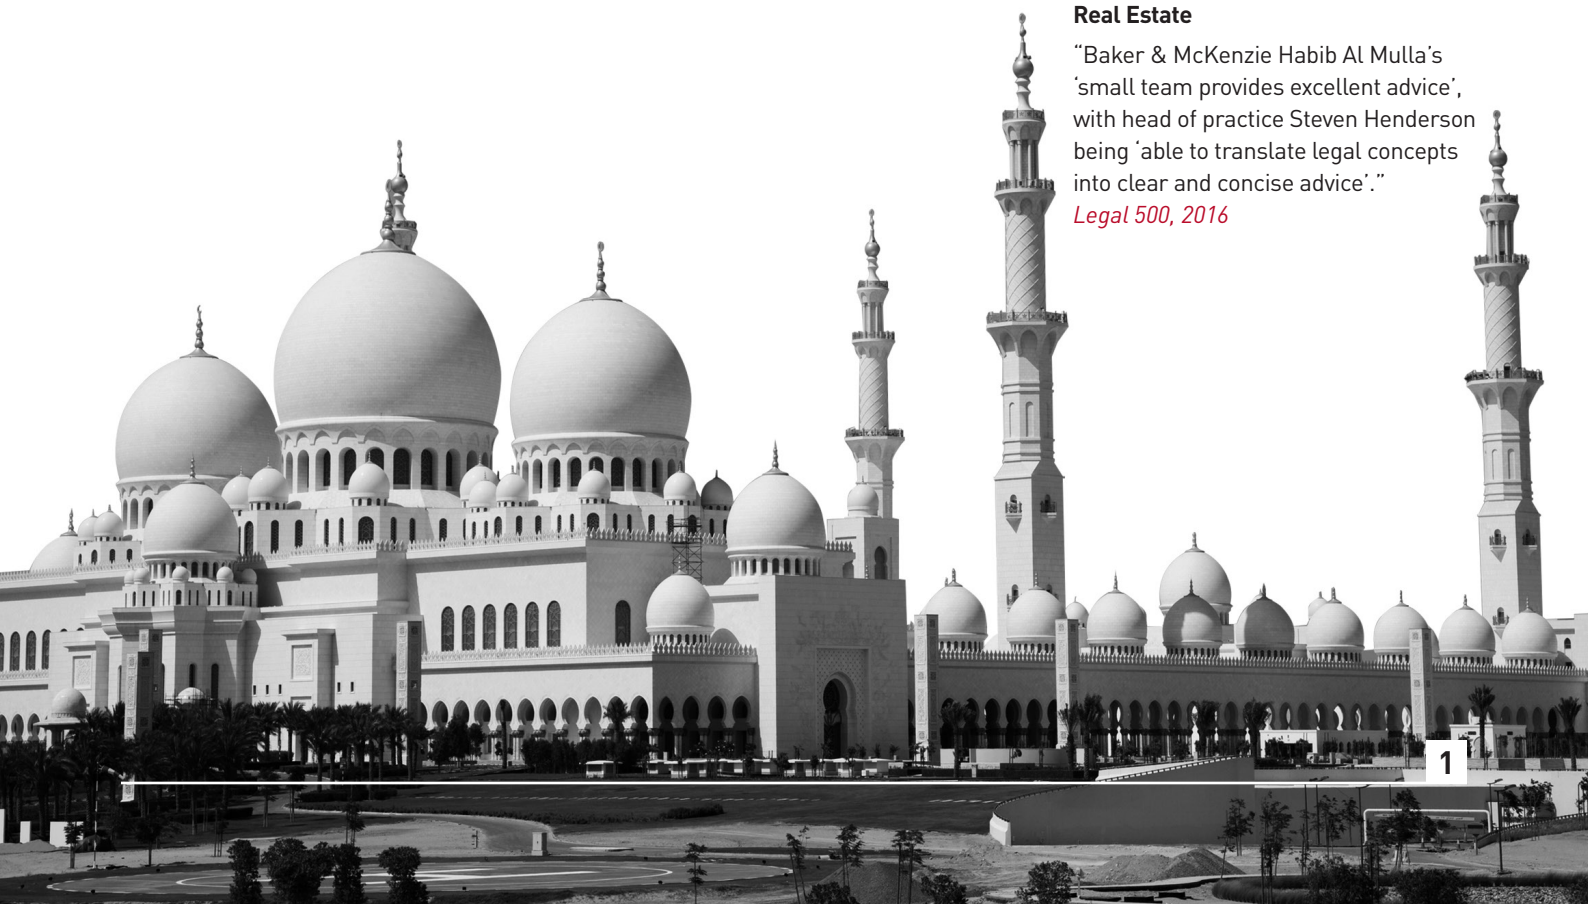 Real Estate
“Baker & McKenzie Habib Al Mulla’s
‘small team provides excellent advice’,
with head of practice Steven Henderson
being ‘able to translate legal concepts
into clear and concise advice’.”
Legal 500, 2016
1